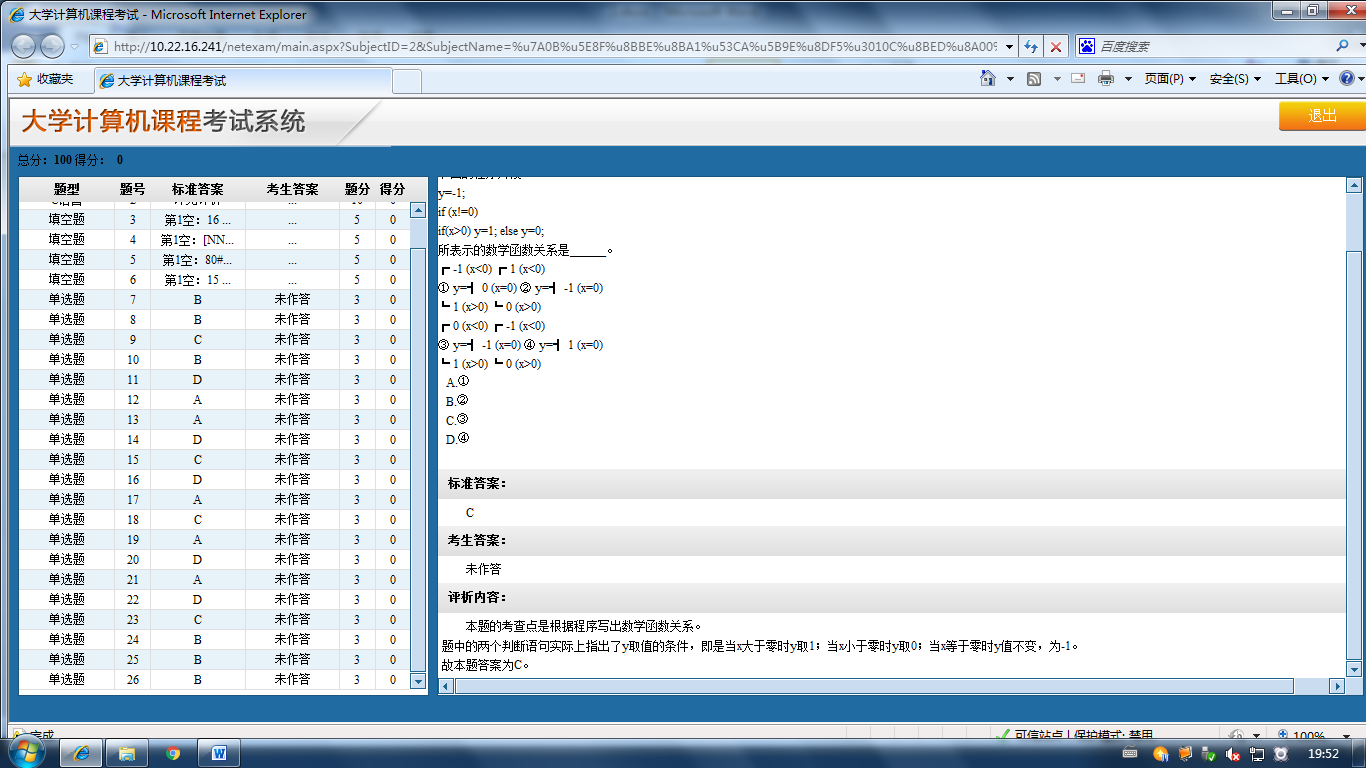 大学计算机课程考试 - Microsoft Internet Explorer
http://10.22.16.241/netexam/main.aspx?SubjectID=2&SubjectName=%u7A0B%u5E8F%u8BBE%u8BA1%u53CA%u5B9E%u8DF5%u3010C%u8BED%u8A00%
百度搜索
收藏夹
大学计算机课程考试
页面(P) 安全(S) 工具(O)
大学计算机课程考试系统
退出
总分: 100 得分: 0
题型 题号 标准答案 考生答案 题分 得分
填空题 3 第1空: 16 ... ... 5 0
填空题 4 第1空: [NN... ... 5 0
填空题 5 第1空: 80#... ... 5 0
填空题 6 第1空: 15 ... ... 5 0
单选题 7 B 未作答 3 0
单选题 8 B 未作答 3 0
单选题 9 C 未作答 3 0
单选题 10 B 未作答 3 0
单选题 11 D 未作答 3 0
单选题 12 A 未作答 3 0
单选题 13 A 未作答 3 0
单选题 14 D 未作答 3 0
单选题 15 C 未作答 3 0
单选题 16 D 未作答 3 0
单选题 17 A 未作答 3 0
单选题 18 C 未作答 3 0
单选题 19 A 未作答 3 0
单选题 20 D 未作答 3 0
单选题 21 A 未作答 3 0
单选题 22 D 未作答 3 0
单选题 23 C 未作答 3 0
单选题 24 B 未作答 3 0
单选题 25 B 未作答 3 0
单选题 26 B 未作答 3 0
y=-1;
if (x!=0)
if(x>0) y=1; else y=0;
所表示的数学函数关系是______。
┏ -1 (x<0) ┏ 1 (x<0)
① y=┫ 0 (x=0) ② y=┫ -1 (x=0)
┗ 1 (x>0) ┗ 0 (x>0)
┏ 0 (x<0) ┏ -1 (x<0)
③ y=┫ -1 (x=0) ④ y=┫ 1 (x=0)
┗ 1 (x>0) ┗ 0 (x>0)
A.①
B.②
C.③
D.④
标准答案:
C
考生答案:
未作答
评析内容:
本题的考查点是根据程序写出数学函数关系。
题中的两个判断语句实际上指出了y取值的条件，即是当x大于零时y取1；当x小于零时y取0；当x等于零时y值不变，为-1。
故本题答案为C。
完成
可信站点 | 保护模式: 禁用
100%
19:52